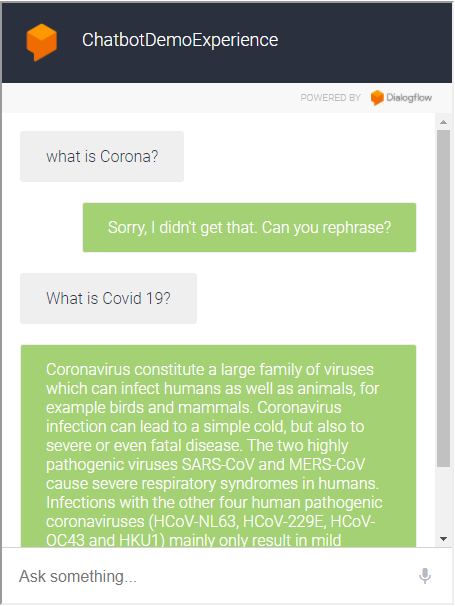 ChatbotDemoExperience
POWERED BY Dialogflow
what is Corona?
Sorry, I didn't get that. Can you rephrase?
What is Covid 19?
Coronavirus constitute a large family of viruses
which can infect humans as well as animals, for
example birds and mammals. Coronavirus
infection can lead to a simple cold, but also to
severe or even fatal disease. The two highly
pathogenic viruses SARS-CoV and MERS-CoV
cause severe respiratory syndromes in humans.
Infections with the other four human pathogenic
coronaviruses (HCoV-NL63, HCoV-229E, HCoV-
OC43 and HKU1) mainly only result in mild
Ask something...